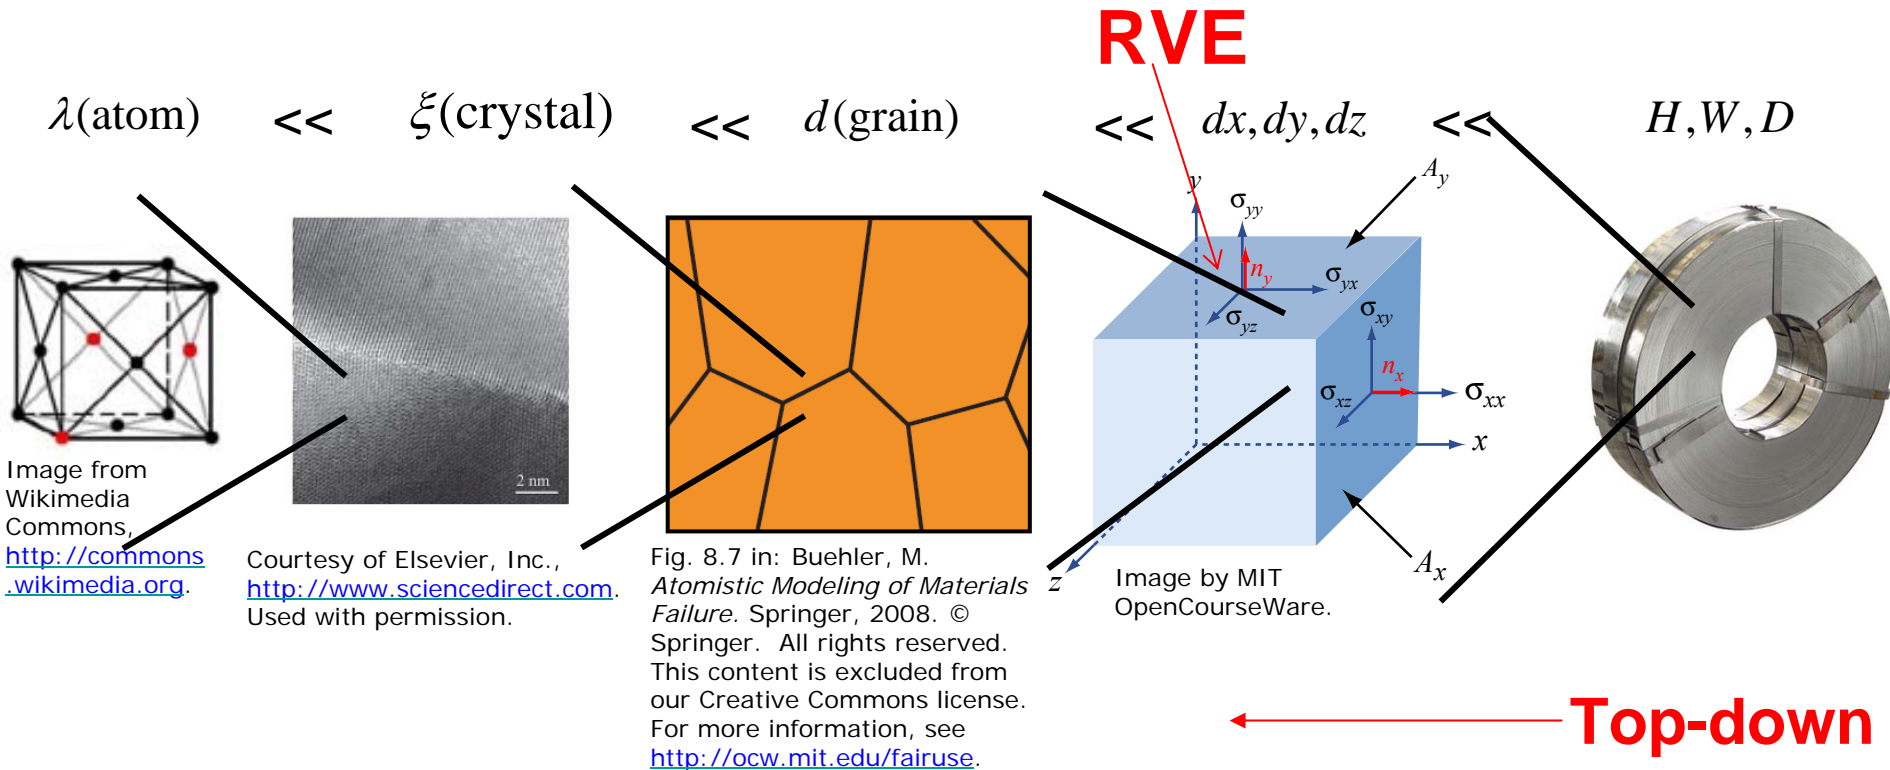 RVE
λ(atom) << ξ(crystal) << d(grain) << dx,dy,dz << H,W,D
2 nm
y
σyy
Ay
ny
σyx
σyz
σxy
nx
σxz
σxx
x
z
Ax
Image from
Wikimedia
Commons,
http://commons
.wikimedia.org.
Courtesy of Elsevier, Inc.,
http://www.sciencedirect.com.
Used with permission.
Fig. 8.7 in: Buehler, M.
Atomistic Modeling of Materials
Failure. Springer, 2008. ©
Springer. All rights reserved.
This content is excluded from
our Creative Commons license.
For more information, see
http://ocw.mit.edu/fairuse.
Image by MIT
OpenCourseWare.
Top-down